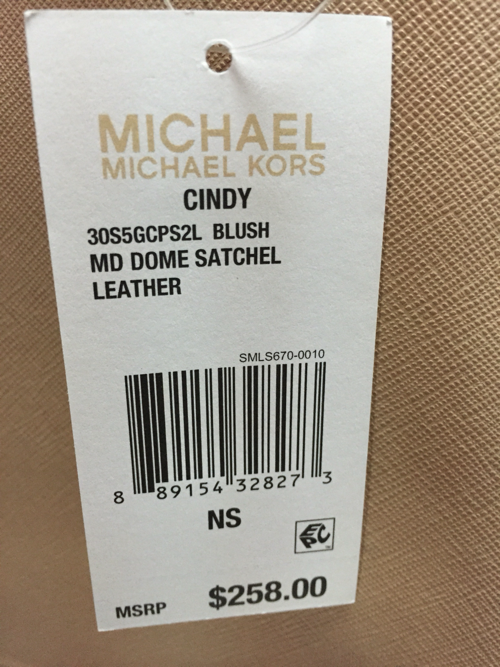 MICHAEL
MICHAEL KORS
CINDY
30S5GCPS2L BLUSH
MD DOME SATCHEL
LEATHER
SMLS670-0010
8 89154 32827 3
NS
EPC
MSRP $258.00